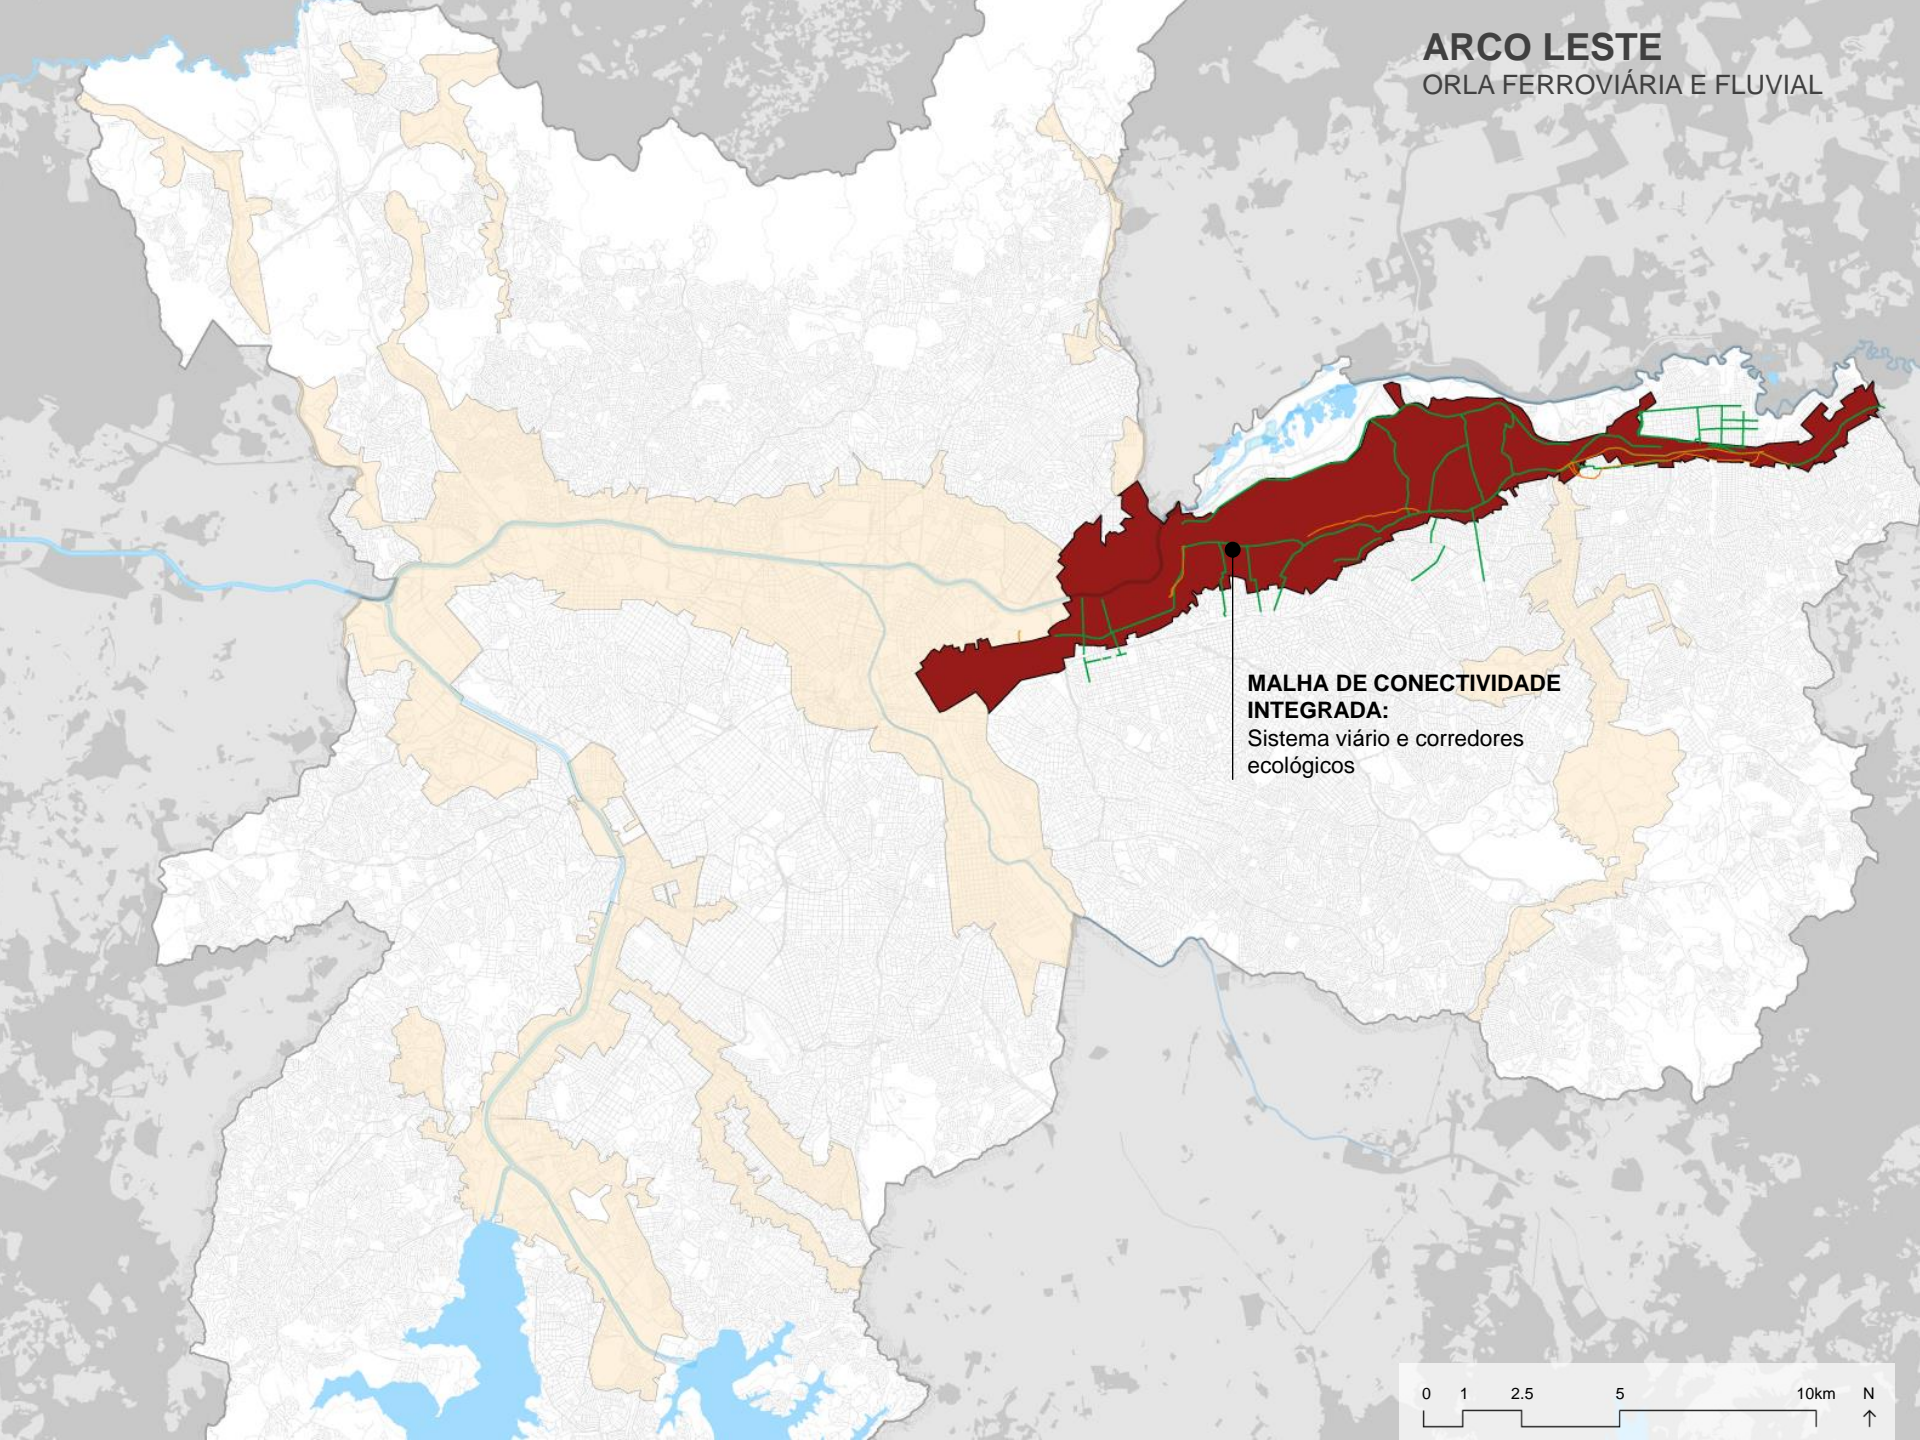 ARCO LESTE
ORLA FERROVIÁRIA E FLUVIAL
MALHA DE CONECTIVIDADE
INTEGRADA:
Sistema viário e corredores
ecológicos
0 1 2.5 5 10km N